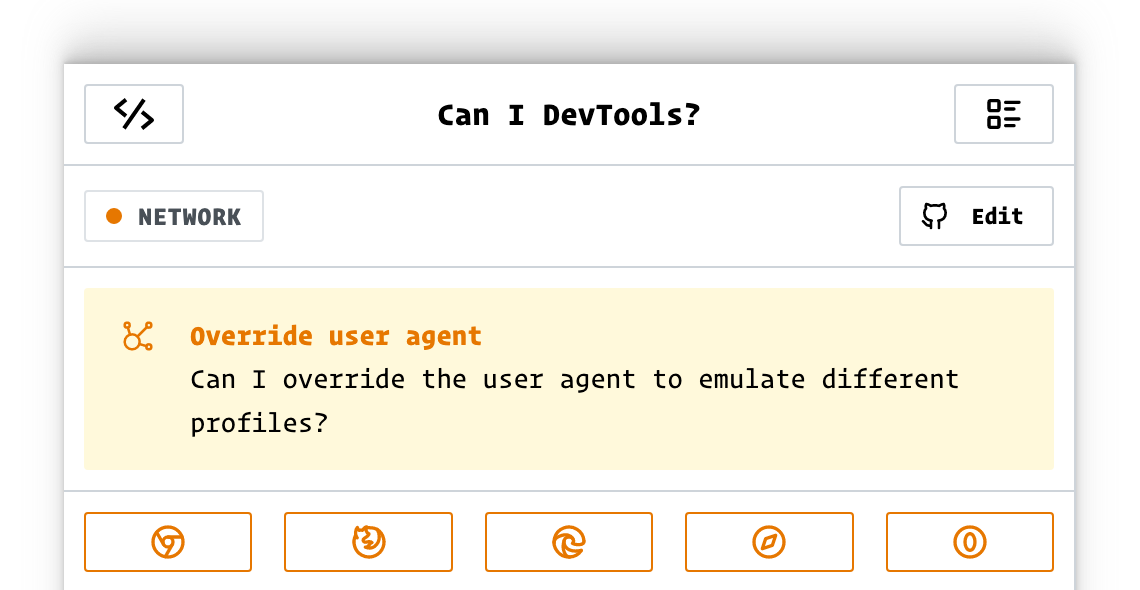 Can I DevTools?
NETWORK
Edit
Override user agent
Can I override the user agent to emulate different
profiles?